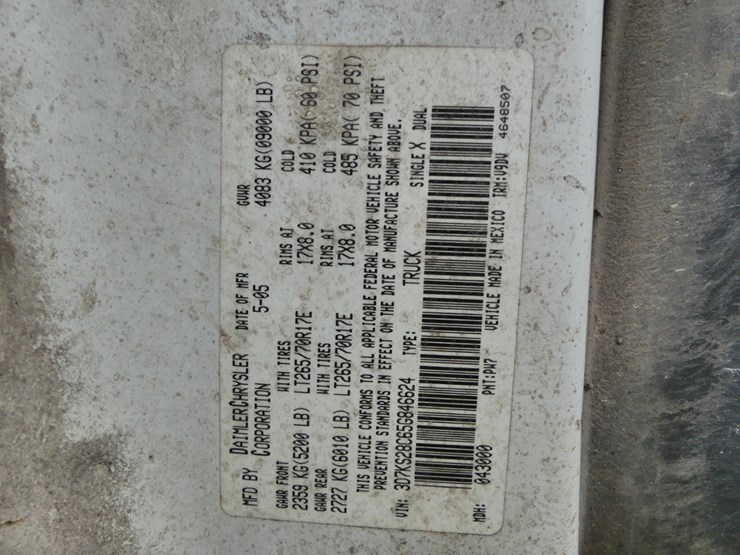 MFD BY DAIMLERCHRYSLER CORPORATION DATE OF MFR 5-05 GVWR 4083 KG(09000 LB)
GAWR FRONT WITH TIRES RIMS AT COLD
2359 KG(5200 LB) LT265/70R17E 17X8.0 410 KPA( 60 PSI)
GAWR REAR WITH TIRES RIMS AT COLD
2727 KG(6010 LB) LT265/70R17E 17X8.0 485 KPA( 70 PSI)
THIS VEHICLE CONFORMS TO ALL APPLICABLE FEDERAL MOTOR VEHICLE SAFETY AND THEFT
PREVENTION STANDARDS IN EFFECT ON THE DATE OF MANUFACTURE SHOWN ABOVE.
VIN: 3D7KS28C65G846624 TYPE: TRUCK SINGLE X DUAL
MDH: 043000 PNT:PW7 VEHICLE MADE IN MEXICO TRM:V9DV 4648507